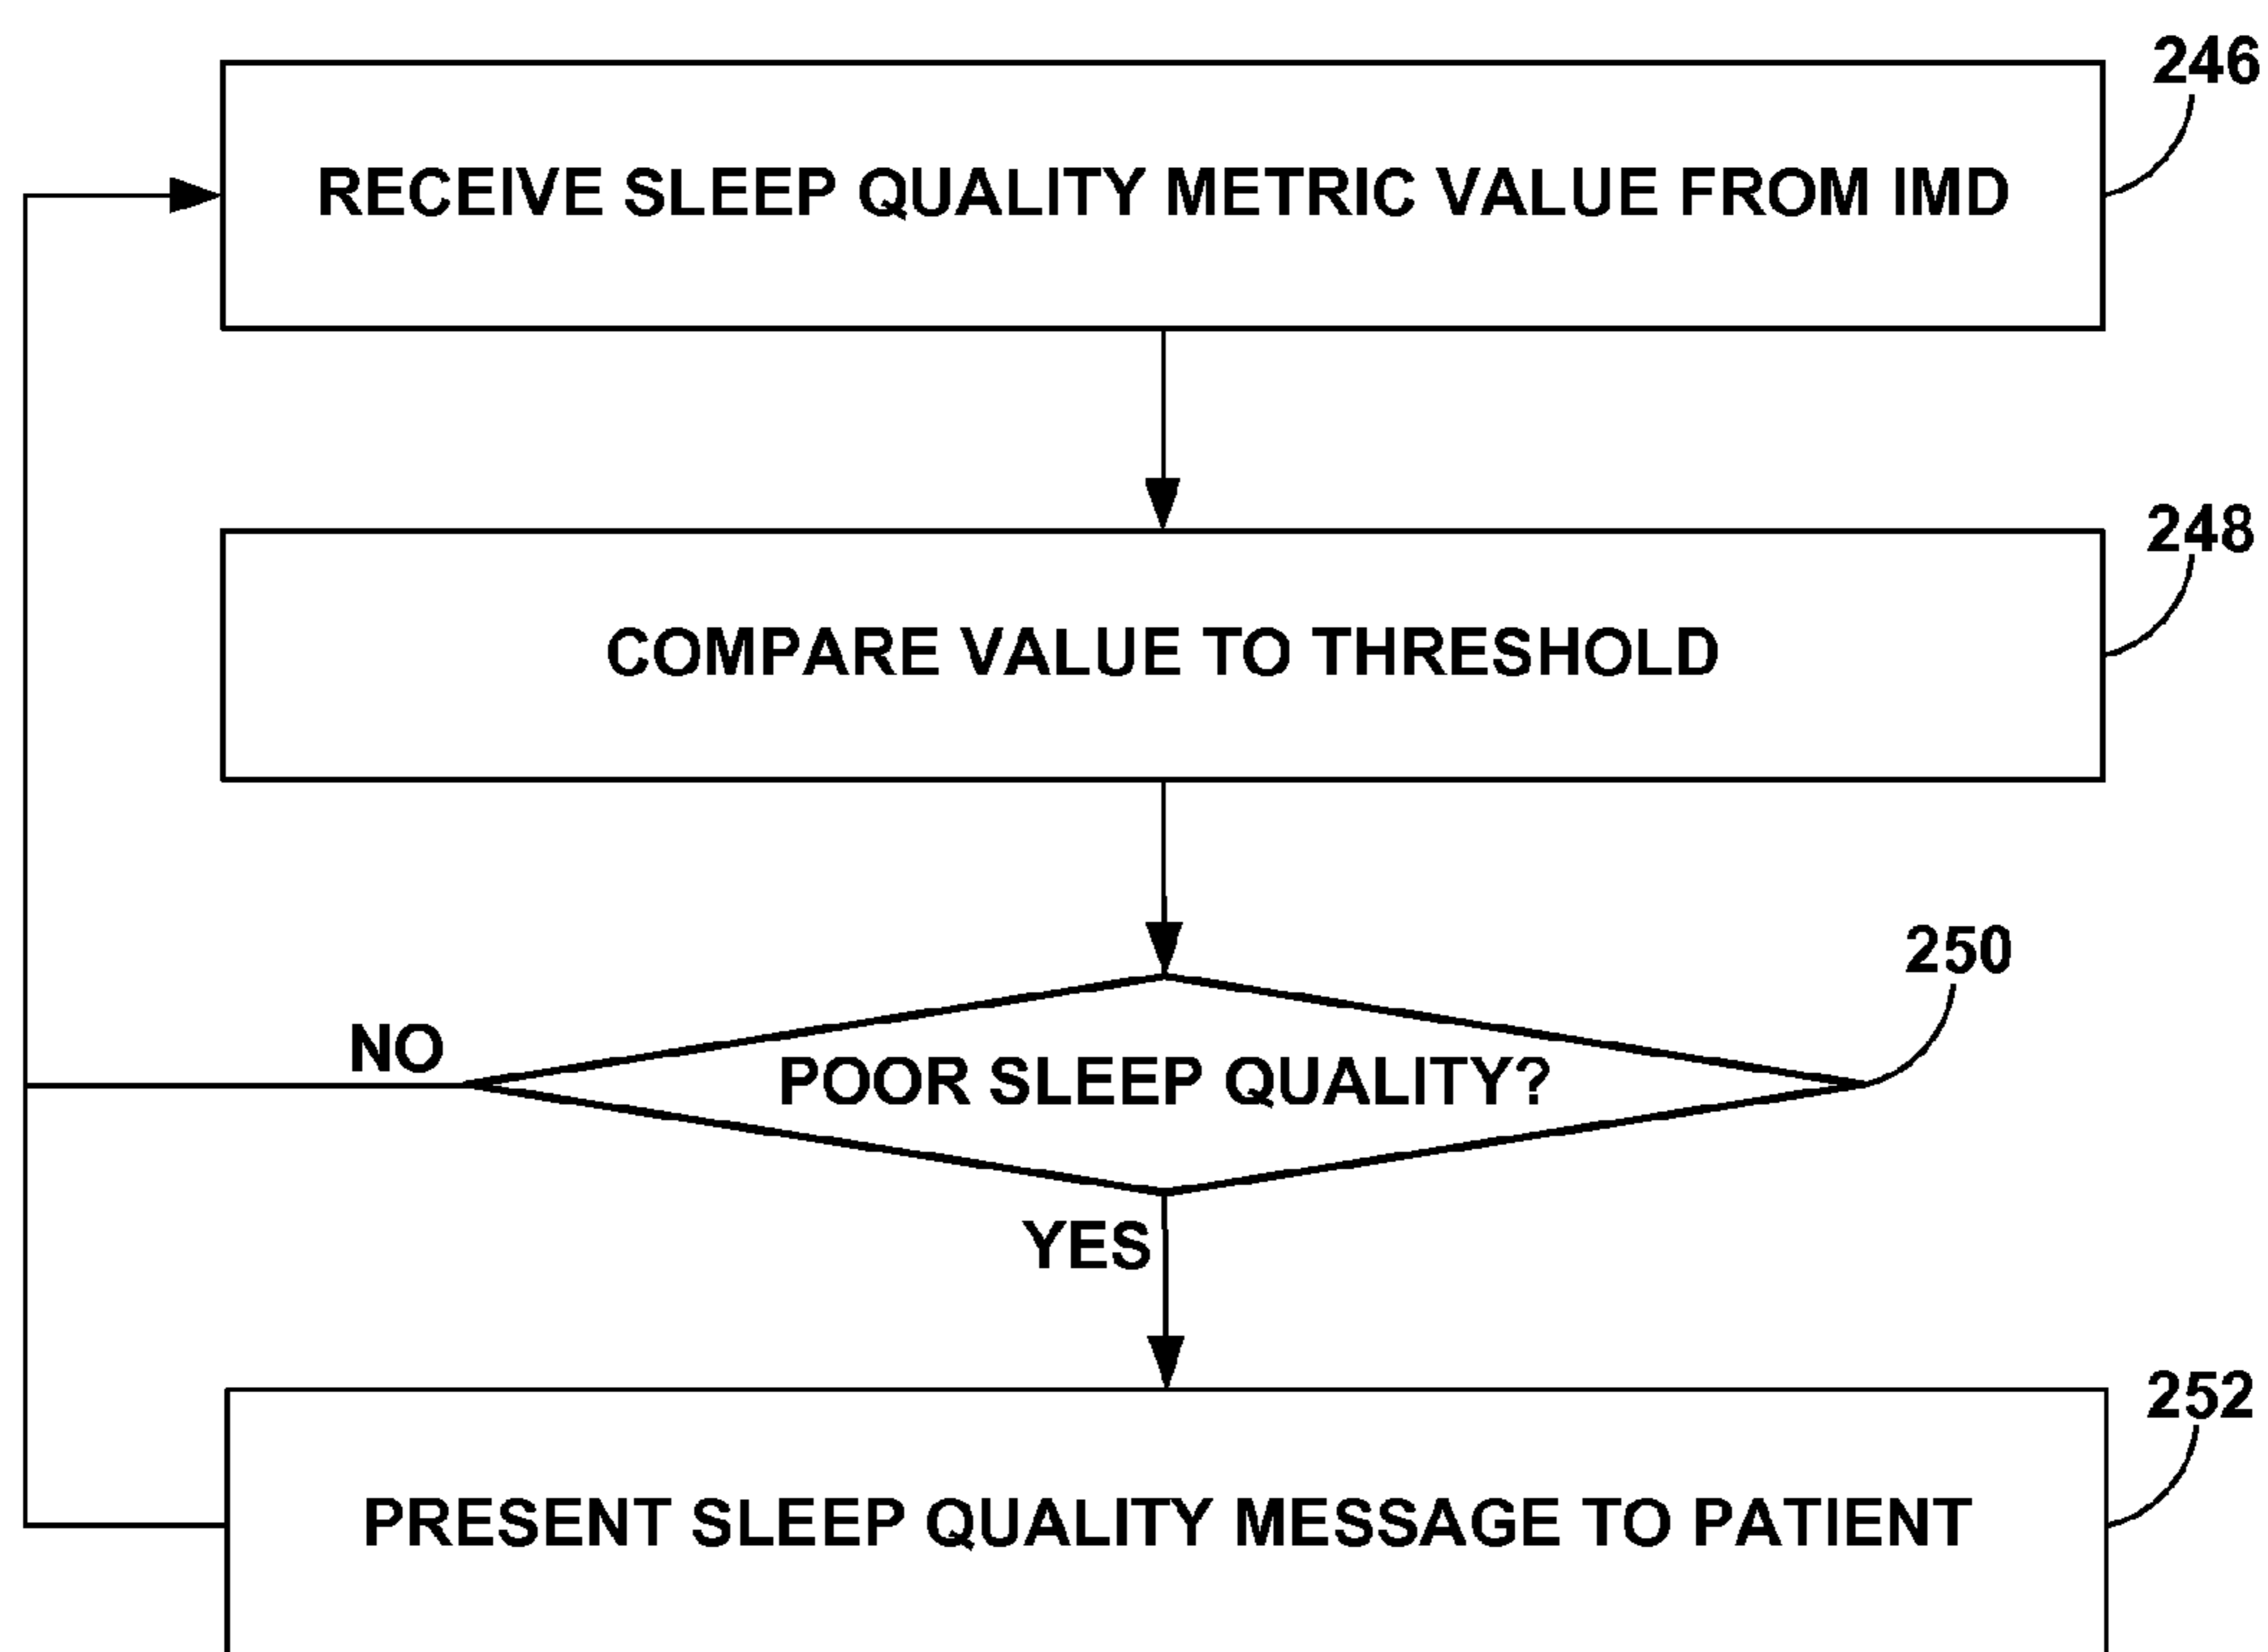 246
RECEIVE SLEEP QUALITY METRIC VALUE FROM IMD
248
COMPARE VALUE TO THRESHOLD
250
NO
POOR SLEEP QUALITY?
YES
252
PRESENT SLEEP QUALITY MESSAGE TO PATIENT